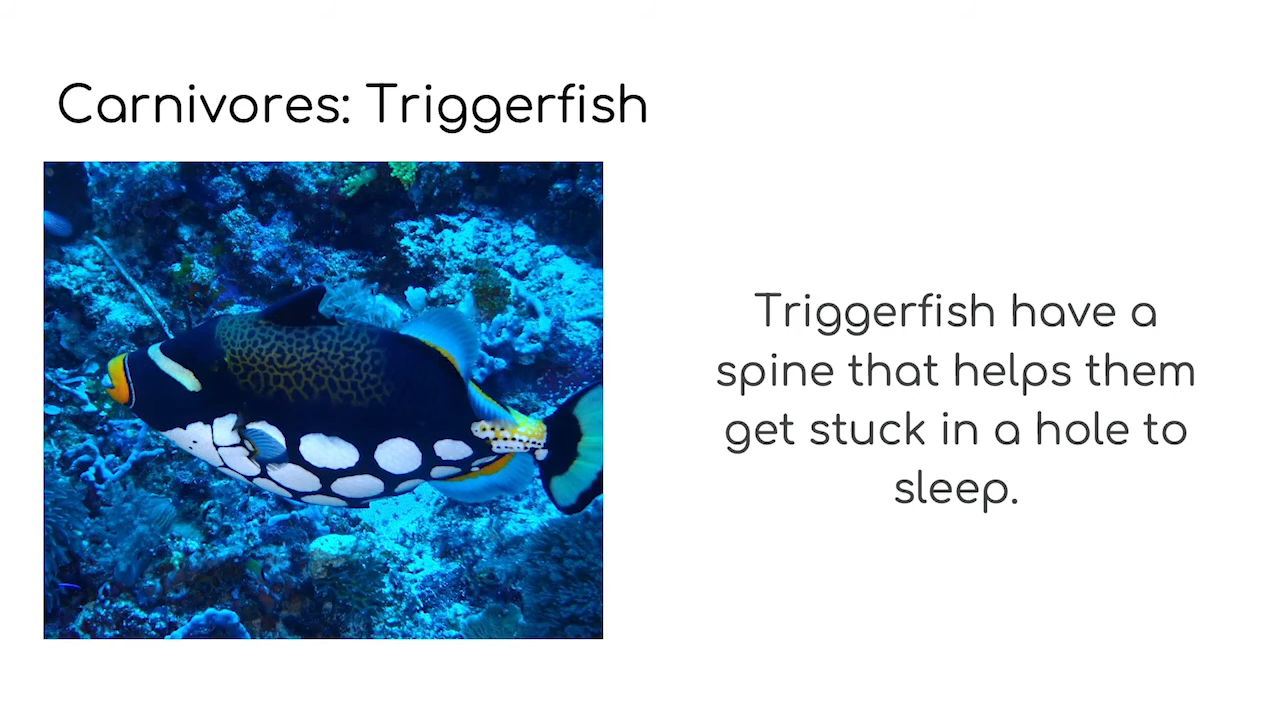 Carnivores: Triggerfish
Triggerfish have a
spine that helps them
get stuck in a hole to
sleep.